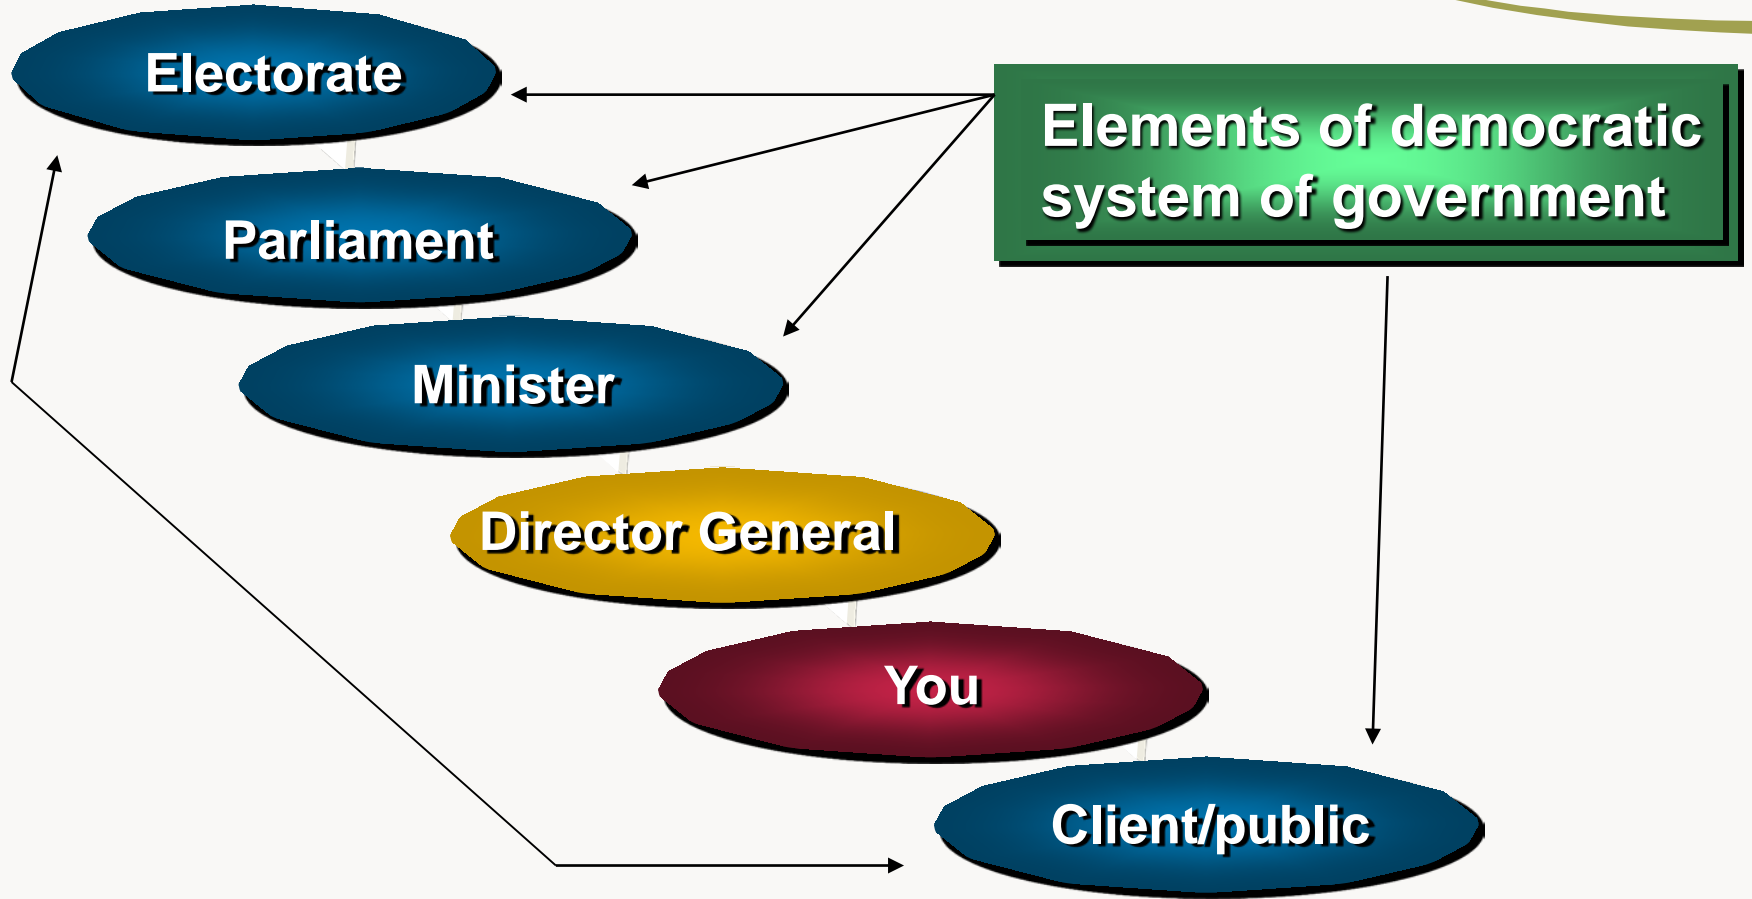 Electorate
Elements of democratic
system of government
Parliament
Minister
Director General
You
Client/public